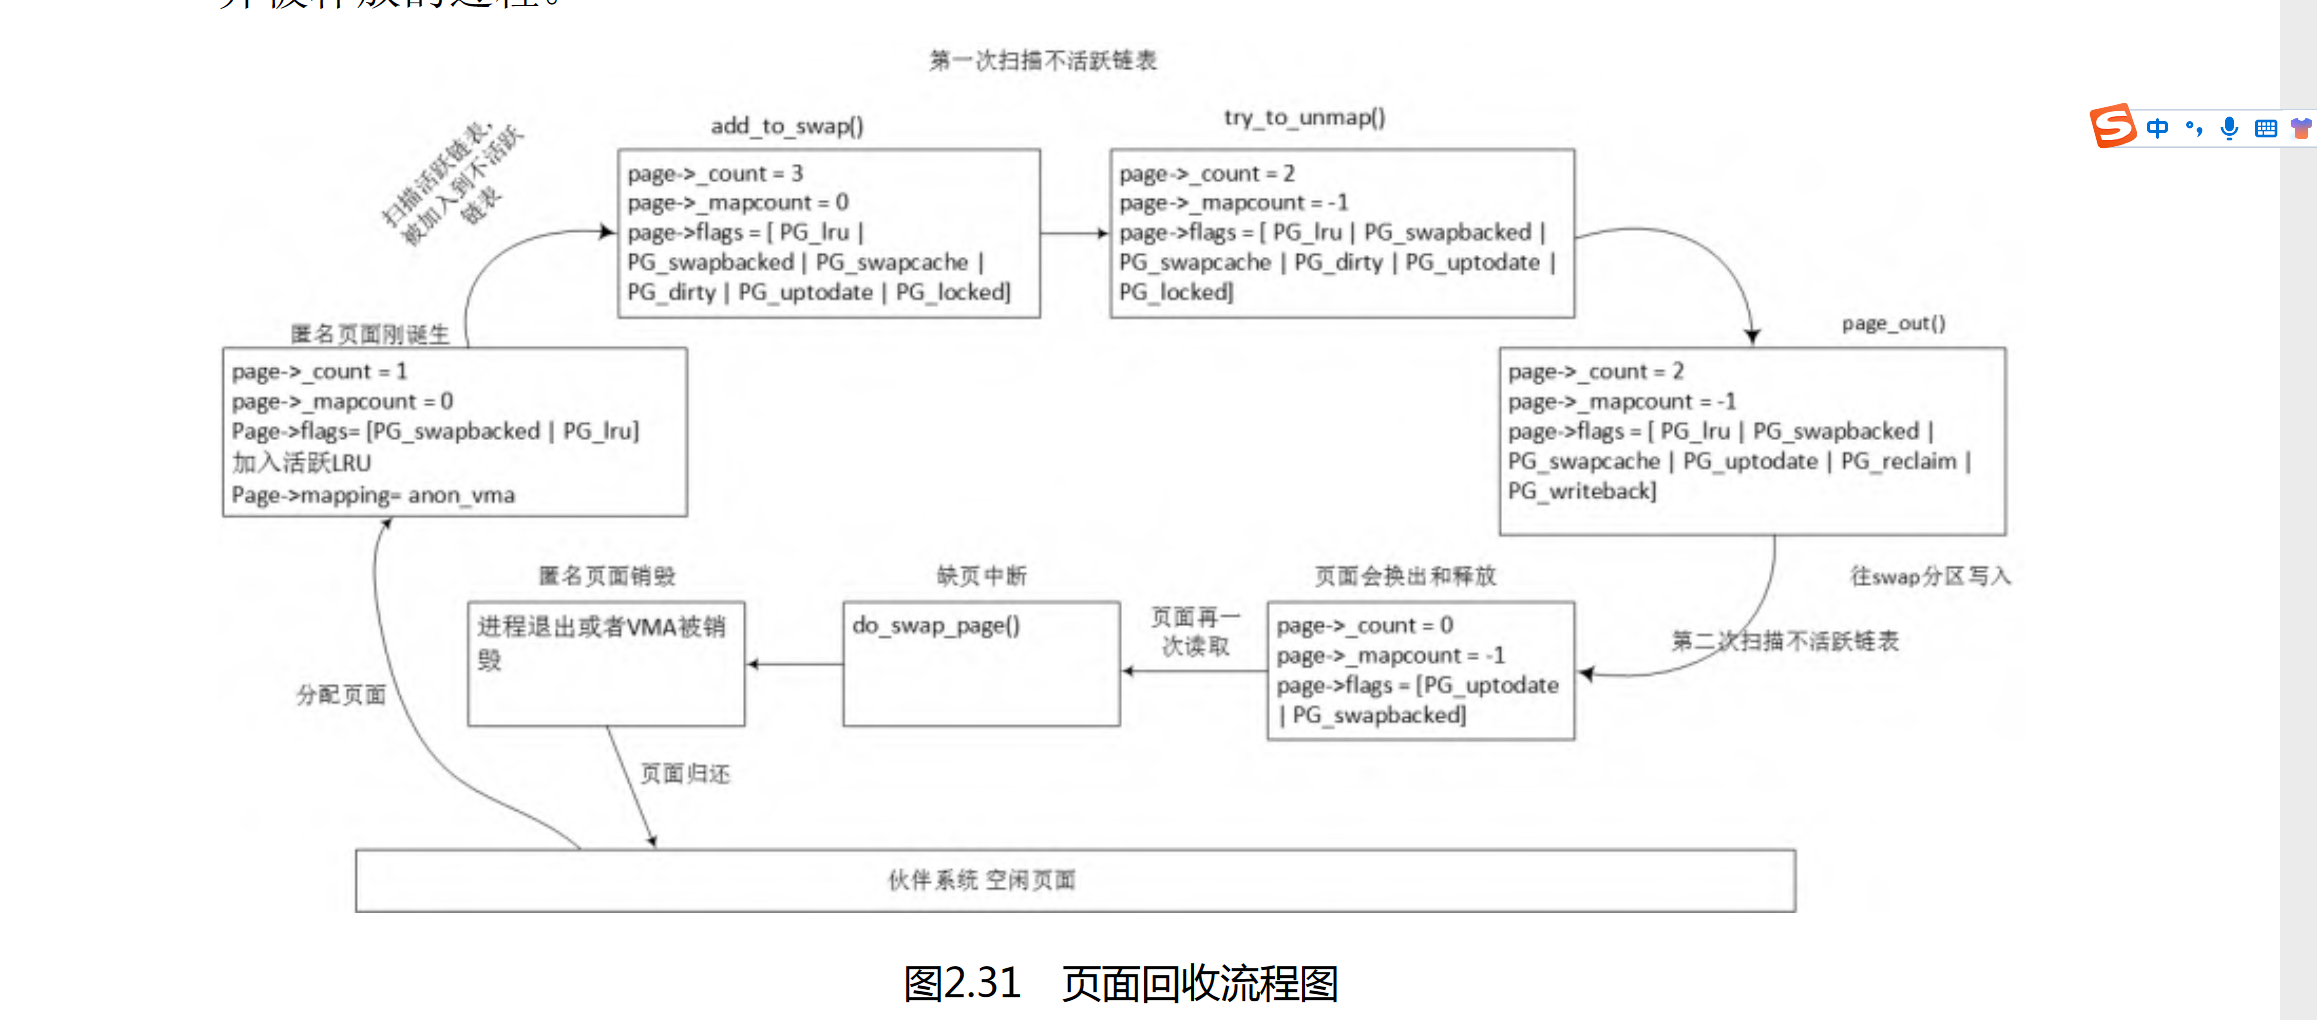 并被释放的过程。
第一次扫描不活跃链表
扫描活跃链表,
被加入到不活跃
链表
add_to_swap()
page->_count = 3
page->_mapcount = 0
page->flags = [ PG_lru |
PG_swapbacked | PG_swapcache |
PG_dirty | PG_uptodate | PG_locked]
try_to_unmap()
page->_count = 2
page->_mapcount = -1
page->flags = [ PG_lru | PG_swapbacked |
PG_swapcache | PG_dirty | PG_uptodate |
PG_locked]
中
匿名页面刚诞生
page->_count = 1
page->_mapcount = 0
Page->flags= [PG_swapbacked | PG_lru]
加入活跃LRU
Page->mapping= anon_vma
page_out()
page->_count = 2
page->_mapcount = -1
page->flags = [ PG_lru | PG_swapbacked |
PG_swapcache | PG_uptodate | PG_reclaim |
PG_writeback]
匿名页面销毁
进程退出或者VMA被销
毁
缺页中断
do_swap_page()
页面再一
次读取
页面会换出和释放
page->_count = 0
page->_mapcount = -1
page->flags = [PG_uptodate
| PG_swapbacked]
往swap分区写入
第二次扫描不活跃链表
分配页面
页面归还
伙伴系统 空闲页面
图2.31 页面回收流程图